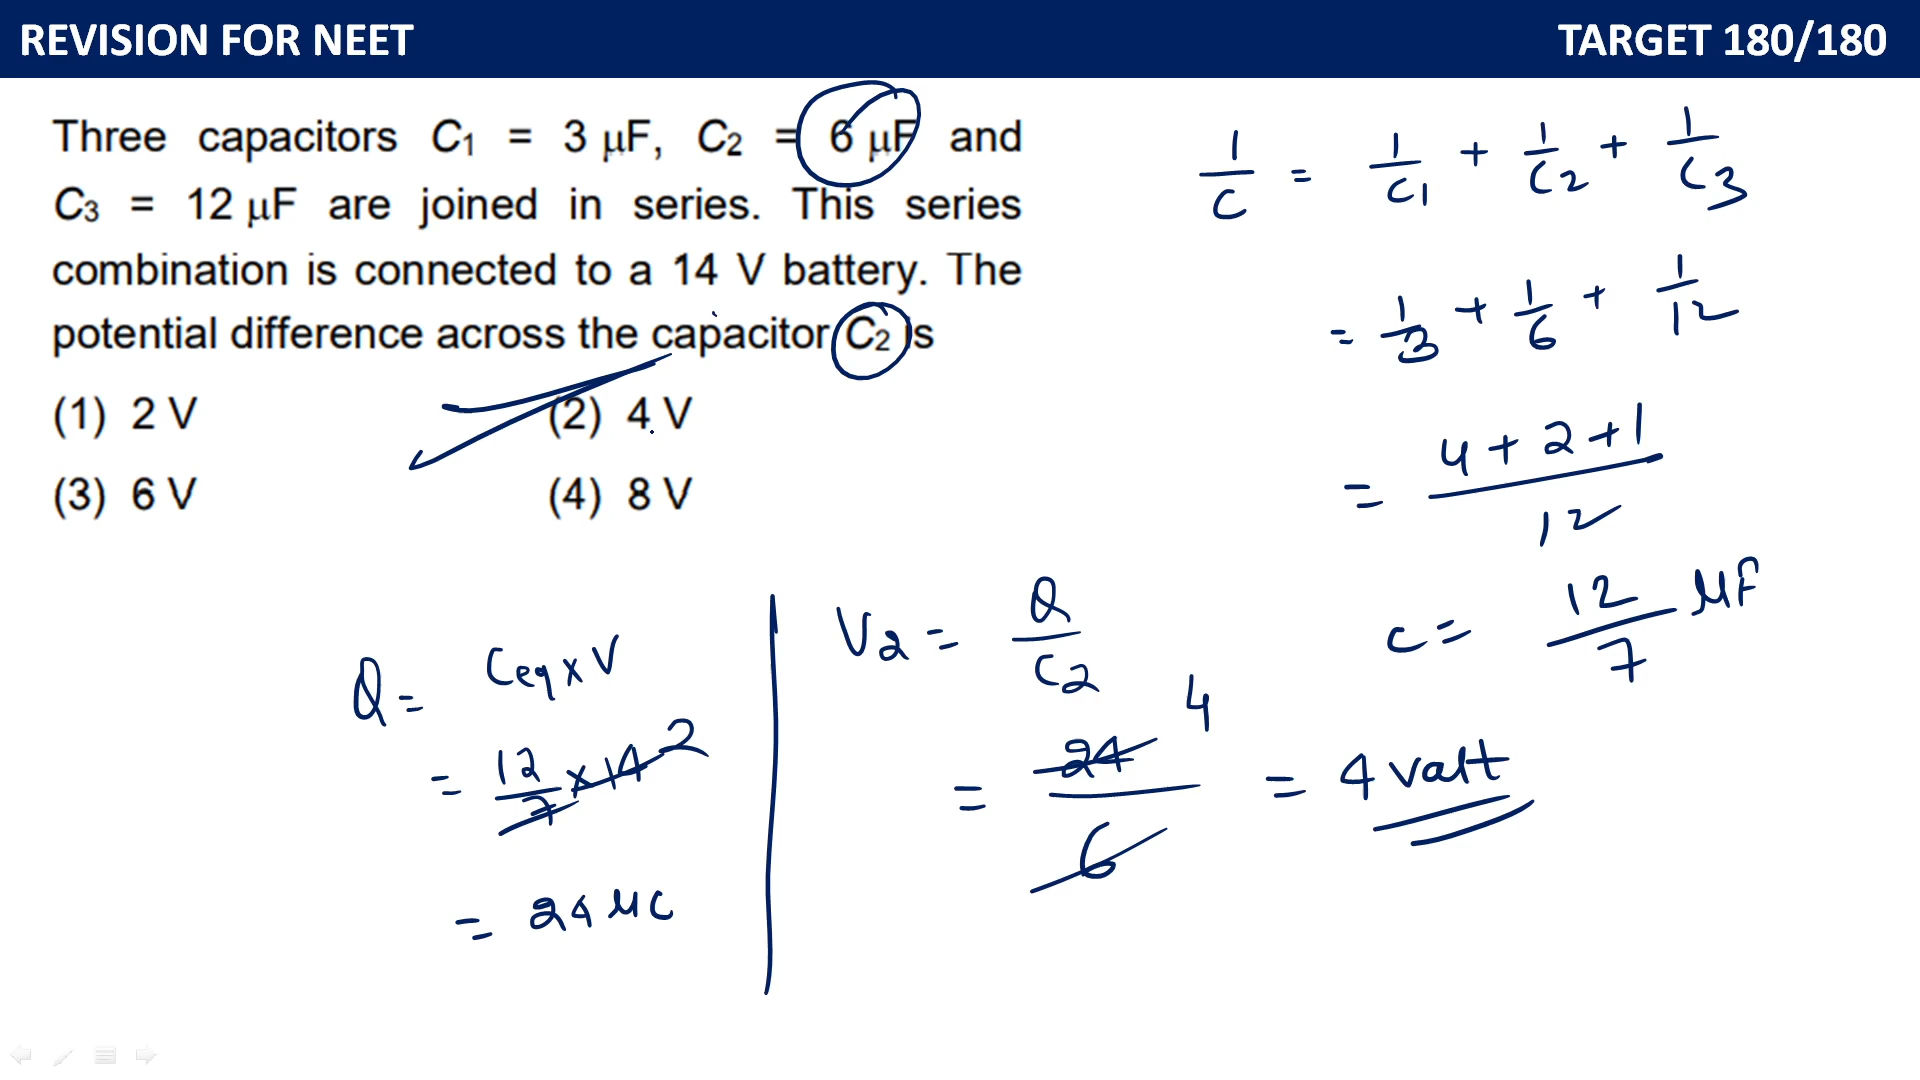 REVISION FOR NEET
TARGET 180/180
Three capacitors C₁ = 3 μF, C₂ = 6 μF and
C₃ = 12 μF are joined in series. This series
combination is connected to a 14 V battery. The
potential difference across the capacitor C₂ is
(1) 2 V
(2) 4 V
(3) 6 V
(4) 8 V
1/C = 1/C1 + 1/C2 + 1/C3
= 1/3 + 1/6 + 1/12
= 4+2+1/12
C = 12/7 μF
Q = Ceq x V
= 12/7 x 14 2
= 24 μC
V2 = Q/C2
= 24/6 4 = 4 valt